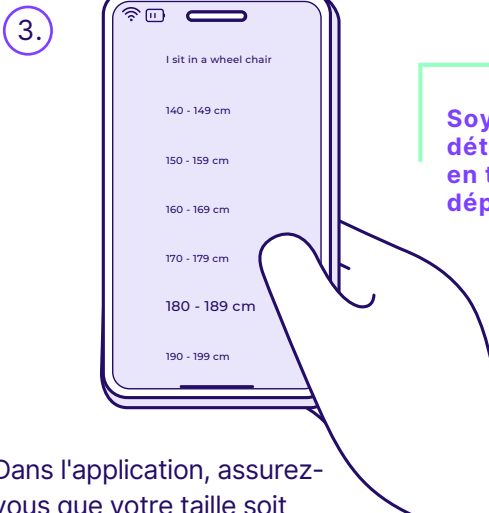 3.
I sit in a wheel chair
140 - 149 cm
150 - 159 cm
160 - 169 cm
170 - 179 cm
180 - 189 cm
190 - 199 cm
en
Dans l'application, assurez-
vous que votre taille soit